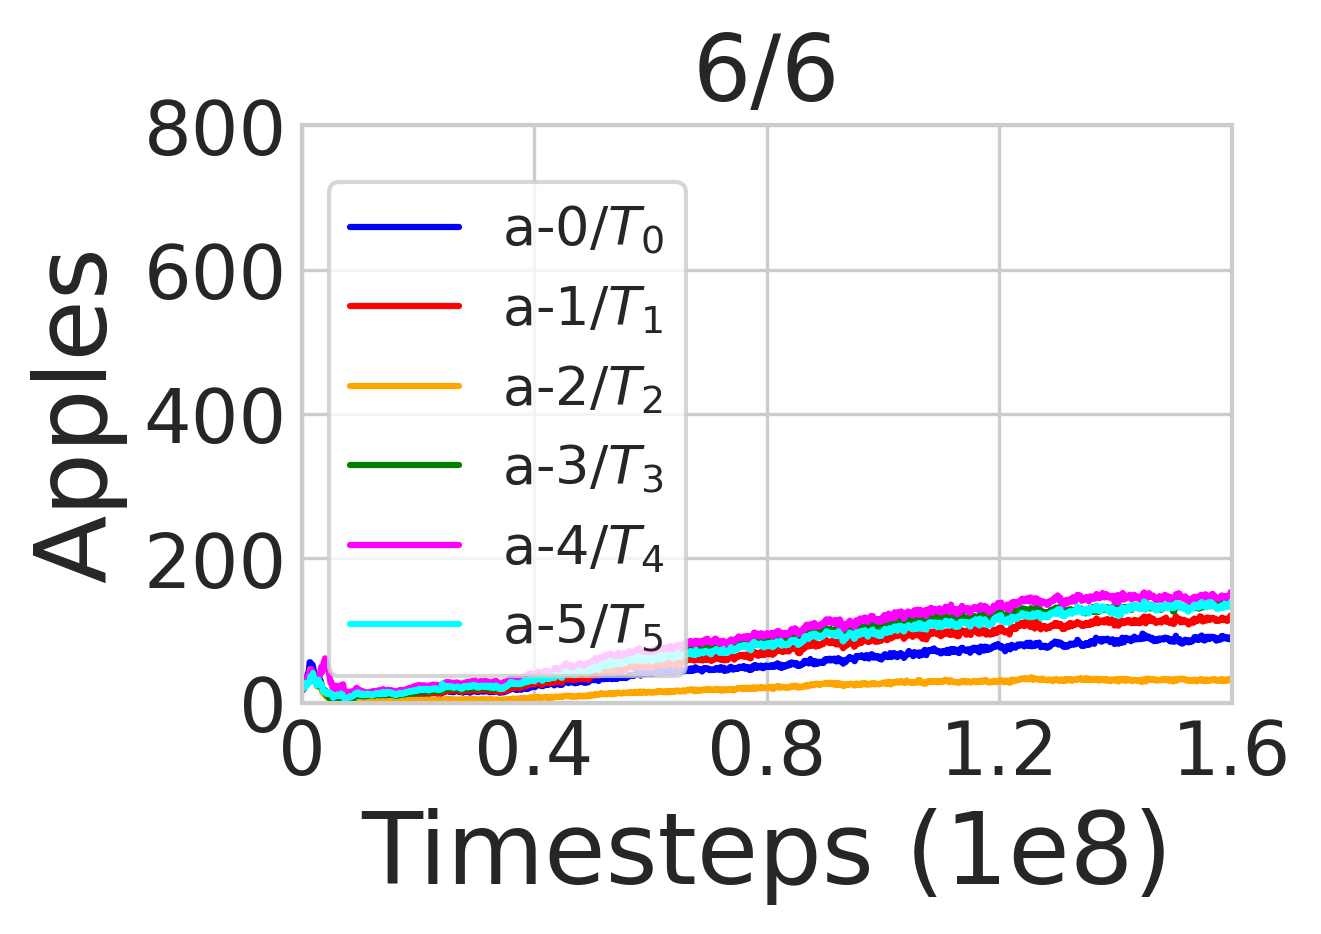 6/6
800
600
400
200
0
Apples
a-0/T₀
a-1/T₁
a-2/T₂
a-3/T₃
a-4/T₄
a-5/T₅
0 0.4 0.8 1.2 1.6
Timesteps (1e8)